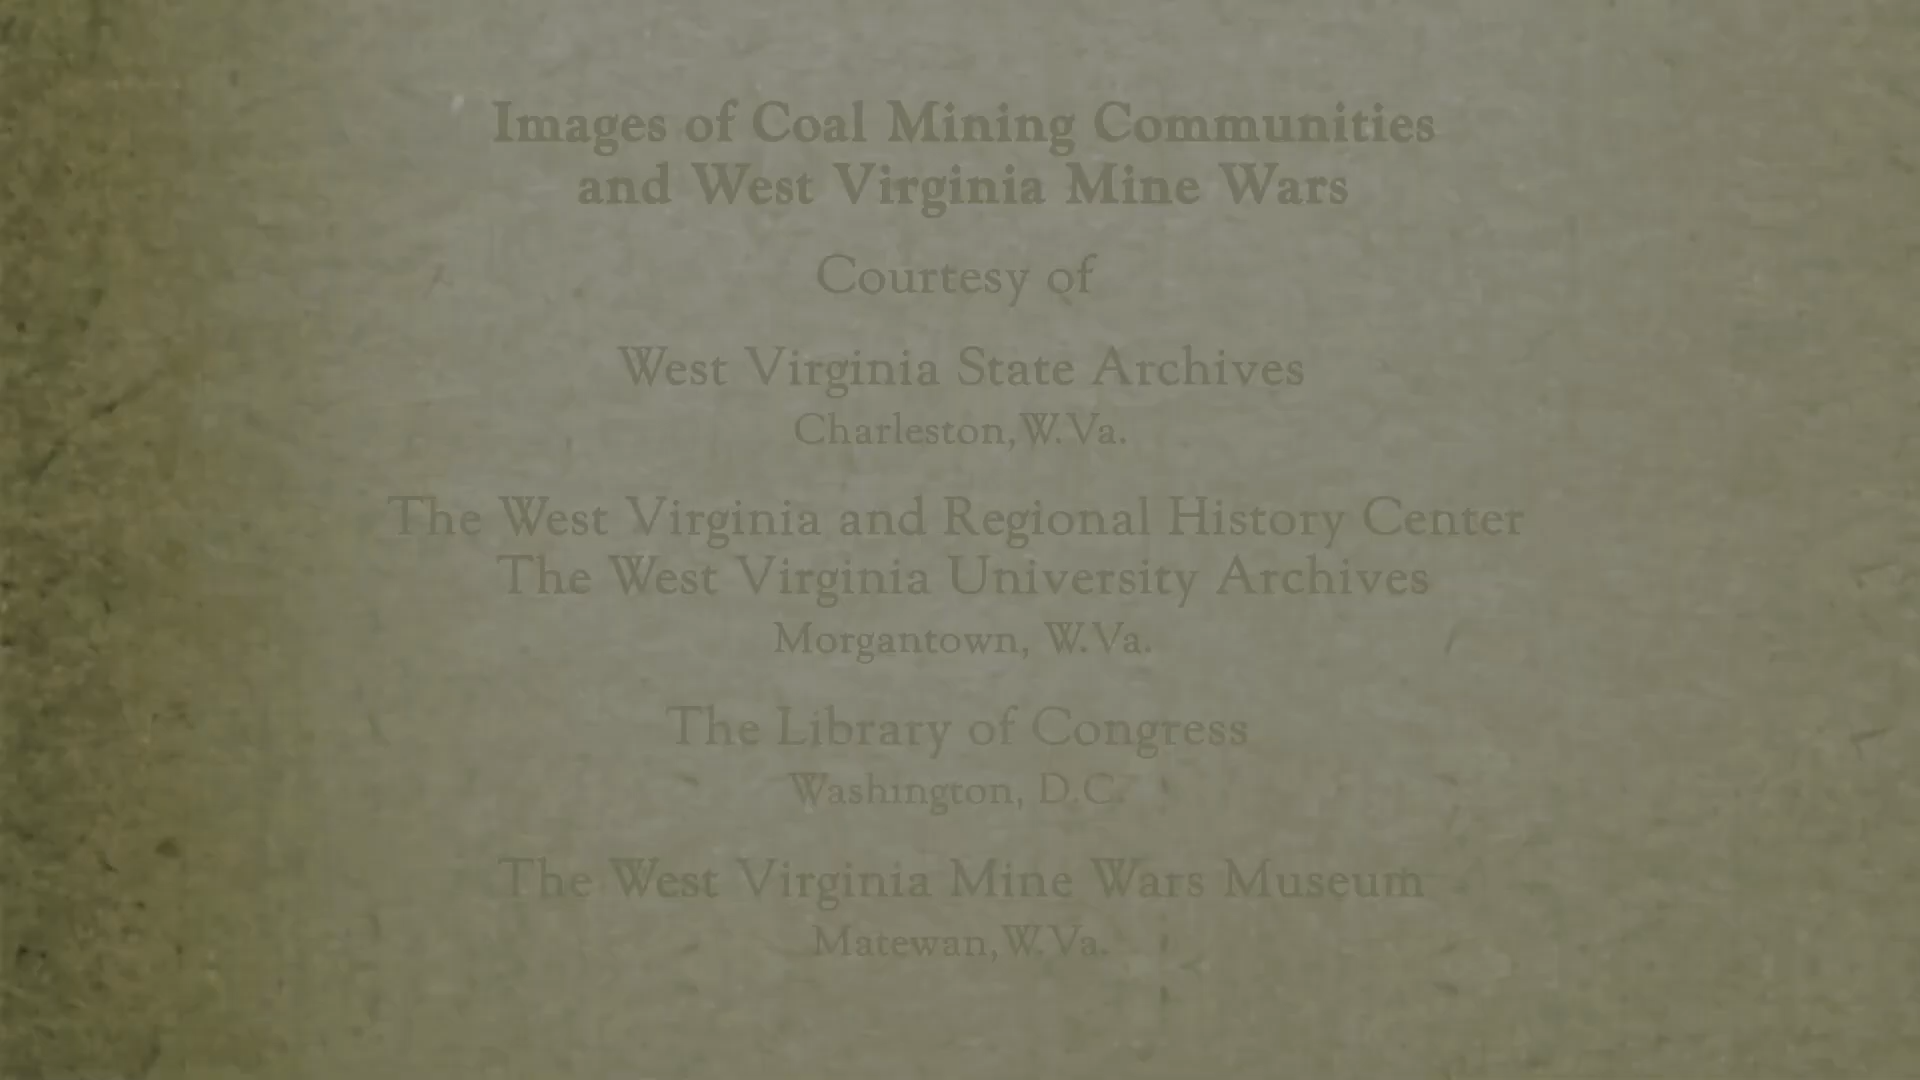 Images of Coal Mining Communities
and West Virginia Mine Wars
Courtesy of
West Virginia State Archives
Charleston,W.Va.
The West Virginia and Regional History Center
The West Virginia University Archives
Morgantown, W.Va.
The Library of Congress
Washington, D.C.
The West Virginia Mine Wars Museum
Matewan,W.Va.